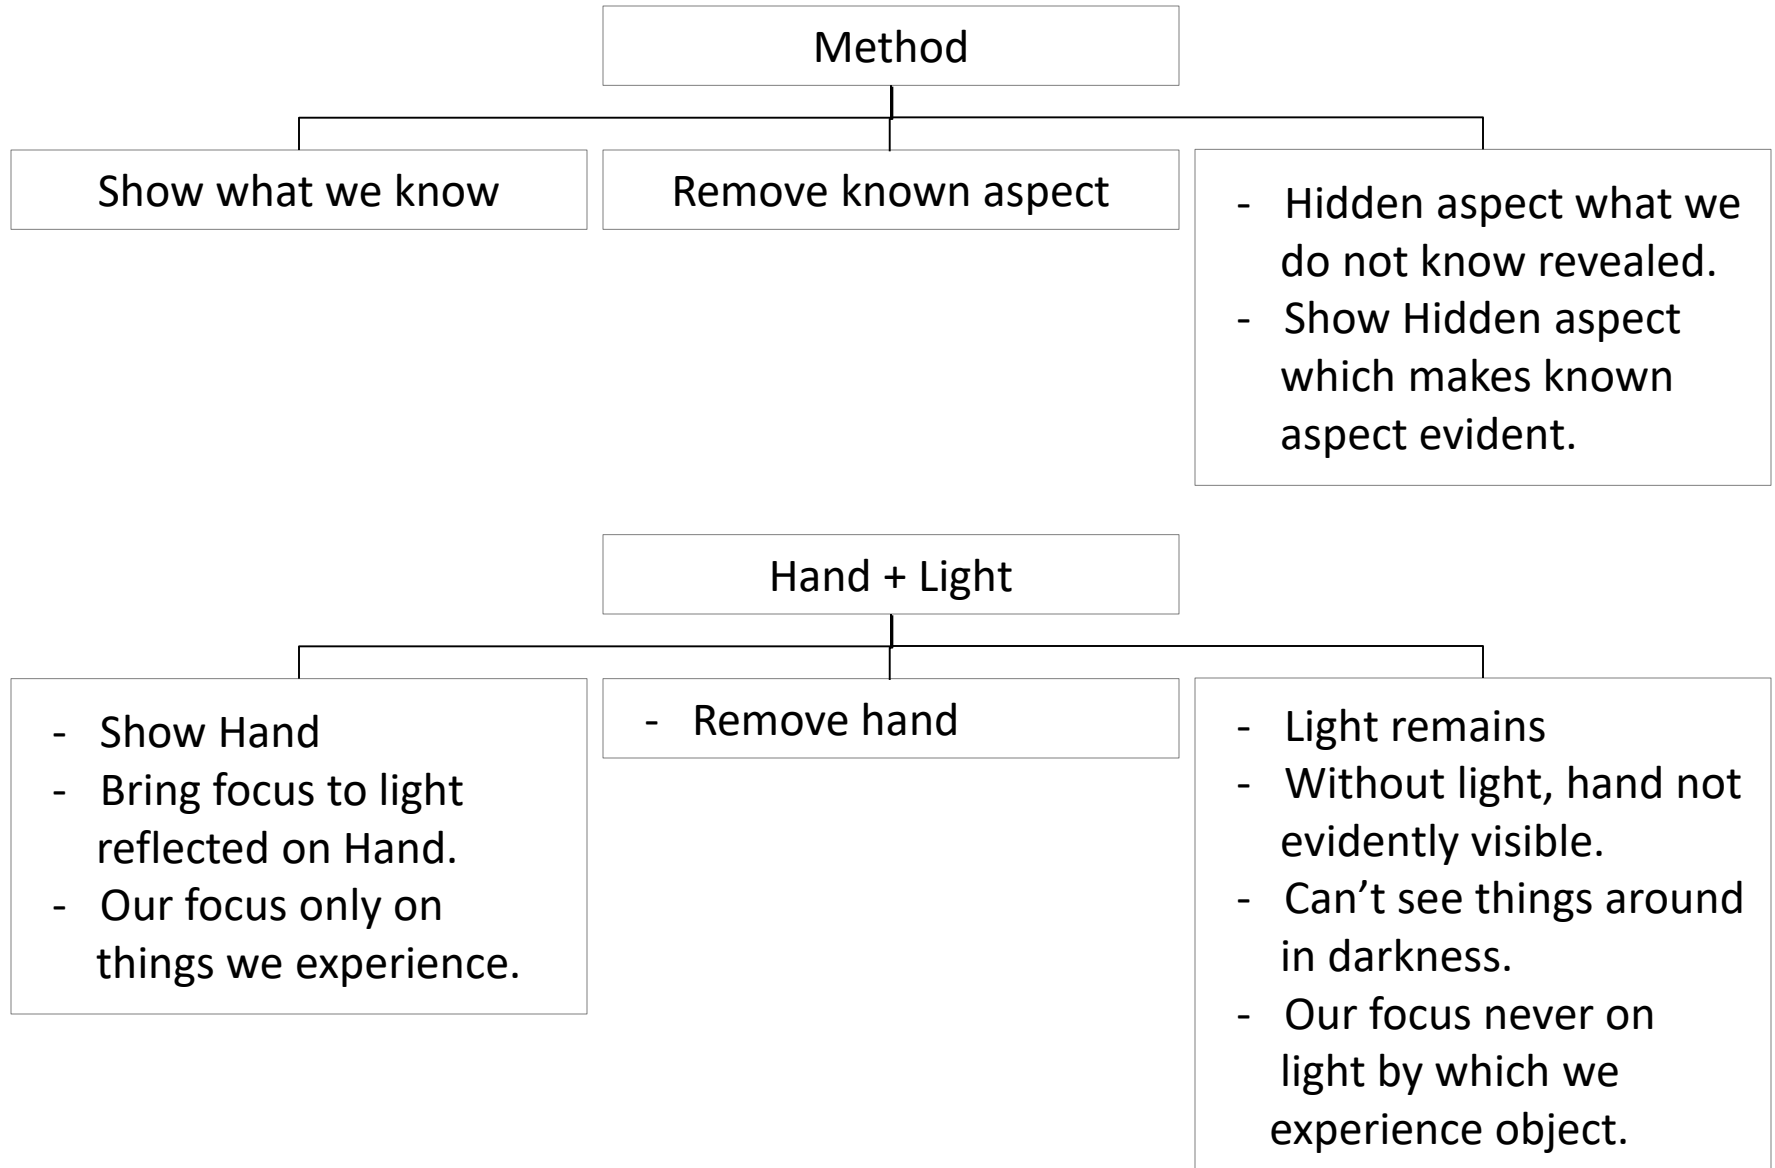 Method
Show what we know
Remove known aspect
- Hidden aspect what we
do not know revealed.
- Show Hidden aspect
which makes known
aspect evident.
Hand + Light
- Show Hand
- Bring focus to light
reflected on Hand.
- Our focus only on
things we experience.
- Remove hand
- Light remains
- Without light, hand not
evidently visible.
- Can’t see things around
in darkness.
- Our focus never on
light by which we
experience object.